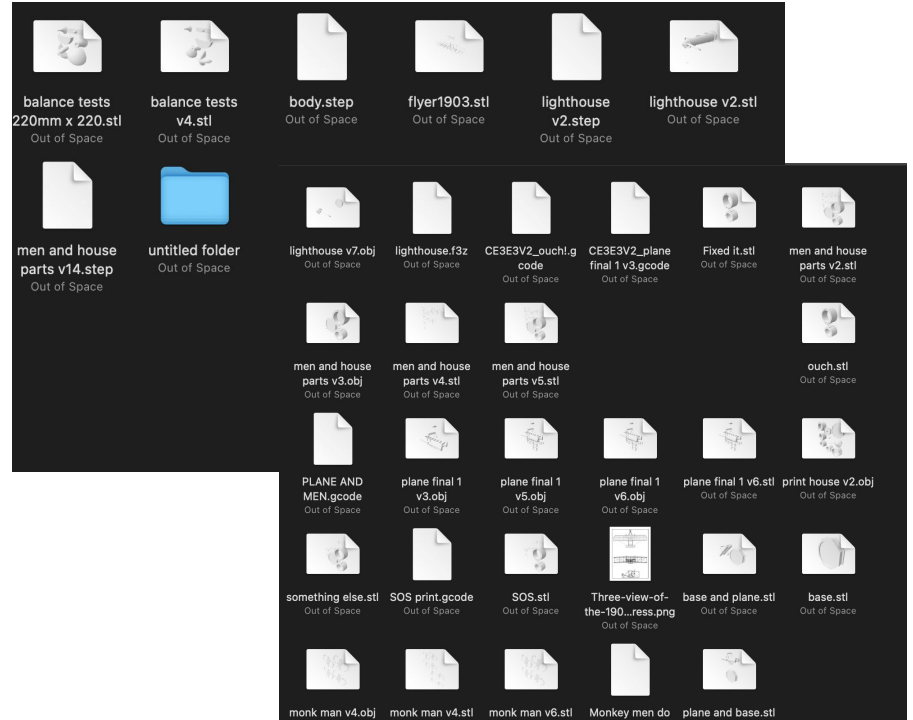 balance tests
220mm x 220.stl
Out of Space
balance tests
v4.stl
Out of Space
body.step
Out of Space
flyer1903.stl
Out of Space
lighthouse
v2.step
Out of Space
lighthouse v2.stl
Out of Space
men and house
parts v14.step
Out of Space
untitled folder
Out of Space
lighthouse v7.obj
Out of Space
lighthouse.f3z
Out of Space
CE3E3V2_ouch!.g
code
Out of Space
CE3E3V2_plane
final 1 v3.gcode
Out of Space
Fixed it.stl
Out of Space
men and house
parts v2.stl
Out of Space
men and house
parts v3.obj
Out of Space
men and house
parts v4.stl
Out of Space
men and house
parts v5.stl
Out of Space
ouch.stl
Out of Space
PLANE AND
MEN.gcode
Out of Space
plane final 1
v3.obj
Out of Space
plane final 1
v5.obj
Out of Space
plane final 1
v6.obj
Out of Space
plane final 1 v6.stl
Out of Space
print house v2.obj
Out of Space
something else.stl
Out of Space
SOS print.gcode
Out of Space
SOS.stl
Out of Space
Three-view-of-
the-190...ress.png
Out of Space
base and plane.stl
Out of Space
base.stl
Out of Space
monk man v4.obj
monk man v4.stl
monk man v6.stl
Monkey men do
plane and base.stl